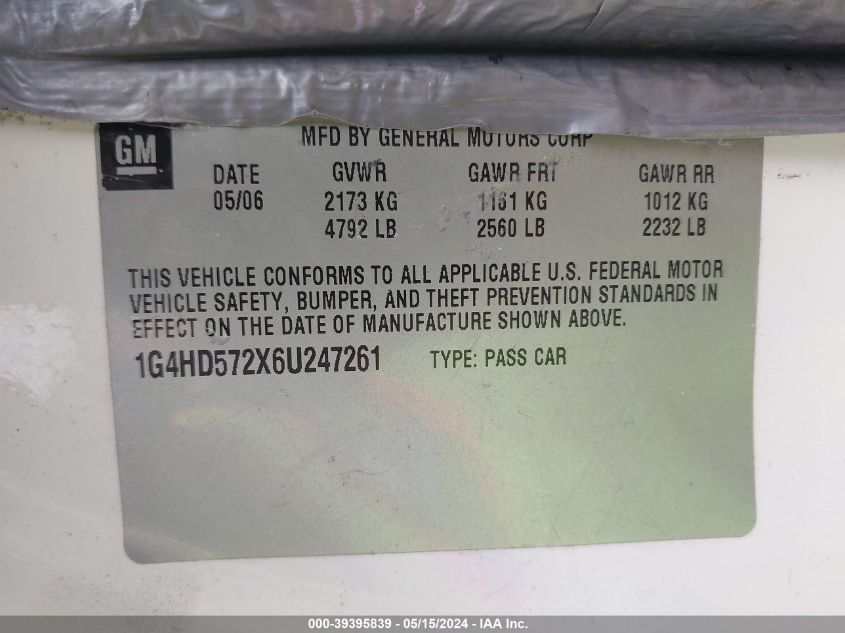 MFD BY GENERAL MOTORS CORP
GM
DATE GVWR GAWR FRT GAWR RR
05/06 2173 KG 1161 KG 1012 KG
4792 LB 2560 LB 2232 LB
THIS VEHICLE CONFORMS TO ALL APPLICABLE U.S. FEDERAL MOTOR
VEHICLE SAFETY, BUMPER, AND THEFT PREVENTION STANDARDS IN
EFFECT ON THE DATE OF MANUFACTURE SHOWN ABOVE.
1G4HD572X6U247261 TYPE: PASS CAR
000-39395839 - 05/15/2024 - IAA Inc.